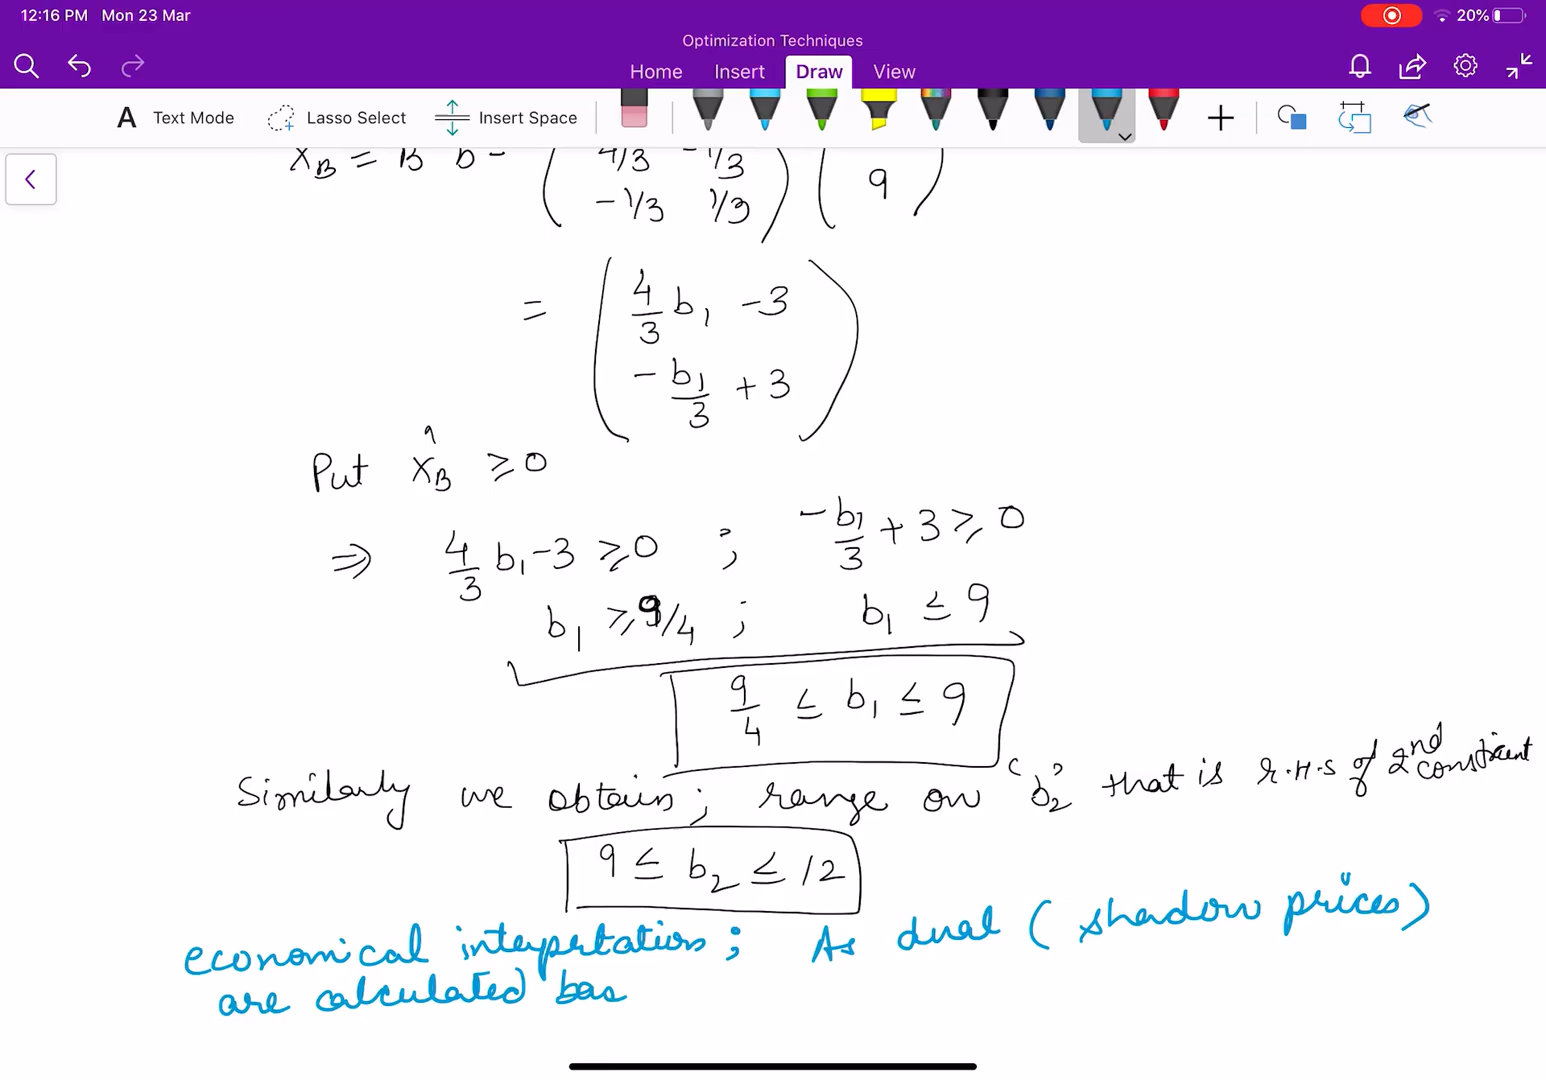 12:16 PM Mon 23 Mar
20%
Optimization Techniques
Home Insert Draw View
A Text Mode Lasso Select Insert Space
X_B = B b - ( 4/3 -1/3
-1/3 1/3 ) ( 9 )
= ( 4/3 b₁ -3
-b₁/3 + 3 )
Put X̂_B ≥ 0
⇒ 4/3 b₁ -3 ≥ 0 ; -b₁/3 + 3 ≥ 0
b₁ ≥ 9/4 ; b₁ ≤ 9
9/4 ≤ b₁ ≤ 9
Similarly we obtain; range on 'b₂' that is r.H.S of 2nd
9 ≤ b₂ ≤ 12
economical interpertation; As dual (shadow prices)
are calculated bas